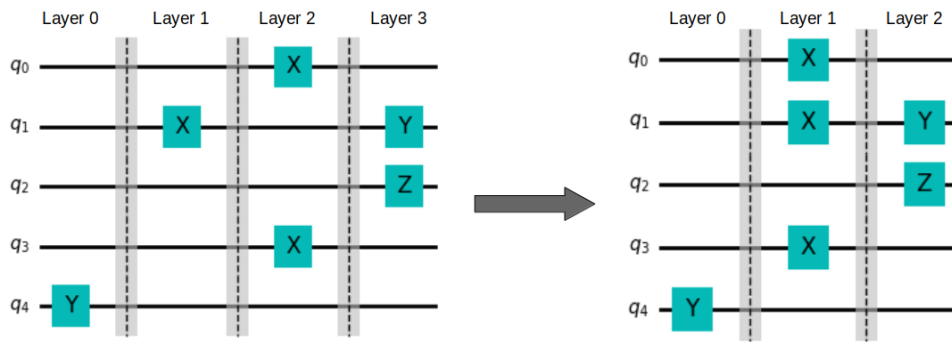 Layer 0 Layer 1 Layer 2 Layer 3
q0 X
q1 X Y
q2 Z
q3 X
q4 Y
Layer 0 Layer 1 Layer 2
q0 X
q1 X Y
q2 Z
q3 X
q4 Y